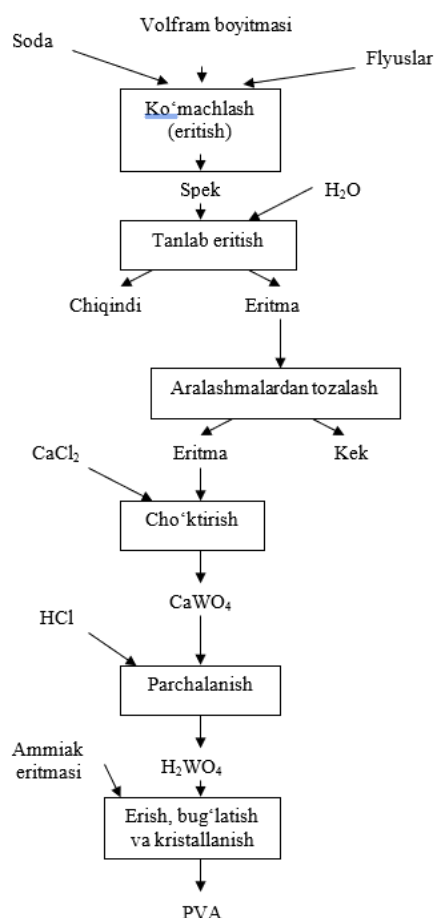 Volfram boyitmasi
Soda
Flyuslar
Ko‘machlash
(eritish)
Spek
H₂O
Tanlab eritish
Chiqindi
Eritma
Aralashmalardan tozalash
Eritma
Kek
CaCl₂
Cho‘ktirish
CaWO₄
HCl
Parchalanish
Ammiak
eritmasi
H₂WO₄
Erish, bug‘latish
va kristallanish
PVA